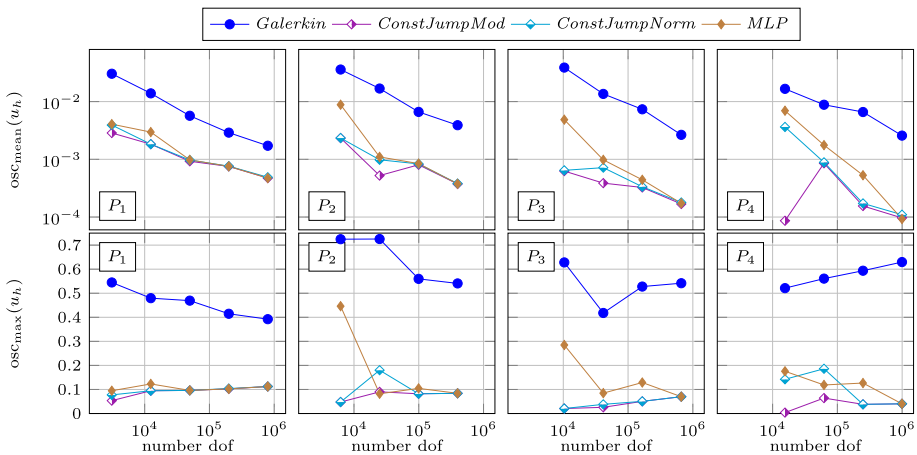 Galerkin ConstJumpMod ConstJumpNorm MLP
osc_mean(u_h)
10^−2
10^−3
10^−4
P_1 P_2 P_3 P_4
osc_max(u_h)
0.7
0.6
0.5
0.4
0.3
0.2
0.1
0
P_1 P_2 P_3 P_4
10^4 10^5 10^6 10^4 10^5 10^6 10^4 10^5 10^6 10^4 10^5 10^6
number dof number dof number dof number dof